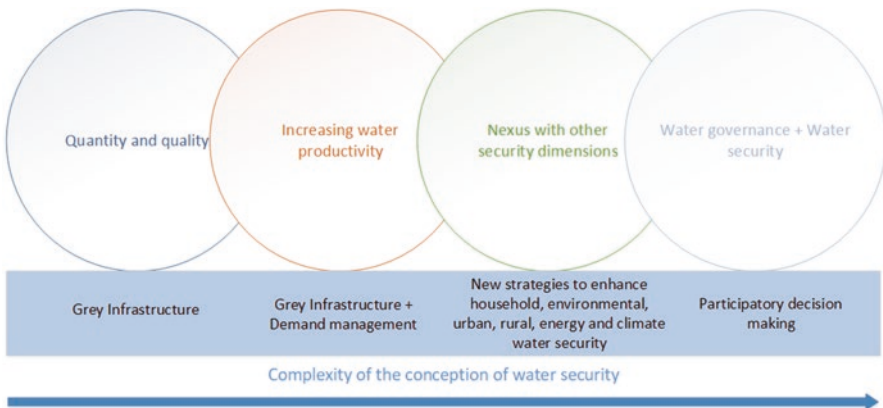 Quantity and quality
Increasing water
productivity
Nexus with other
security dimensions
Water governance + Water
security
Grey Infrastructure
Grey Infrastructure +
Demand management
New strategies to enhance
household, environmental,
urban, rural, energy and climate
water security
Participatory decision
making
Complexity of the conception of water security